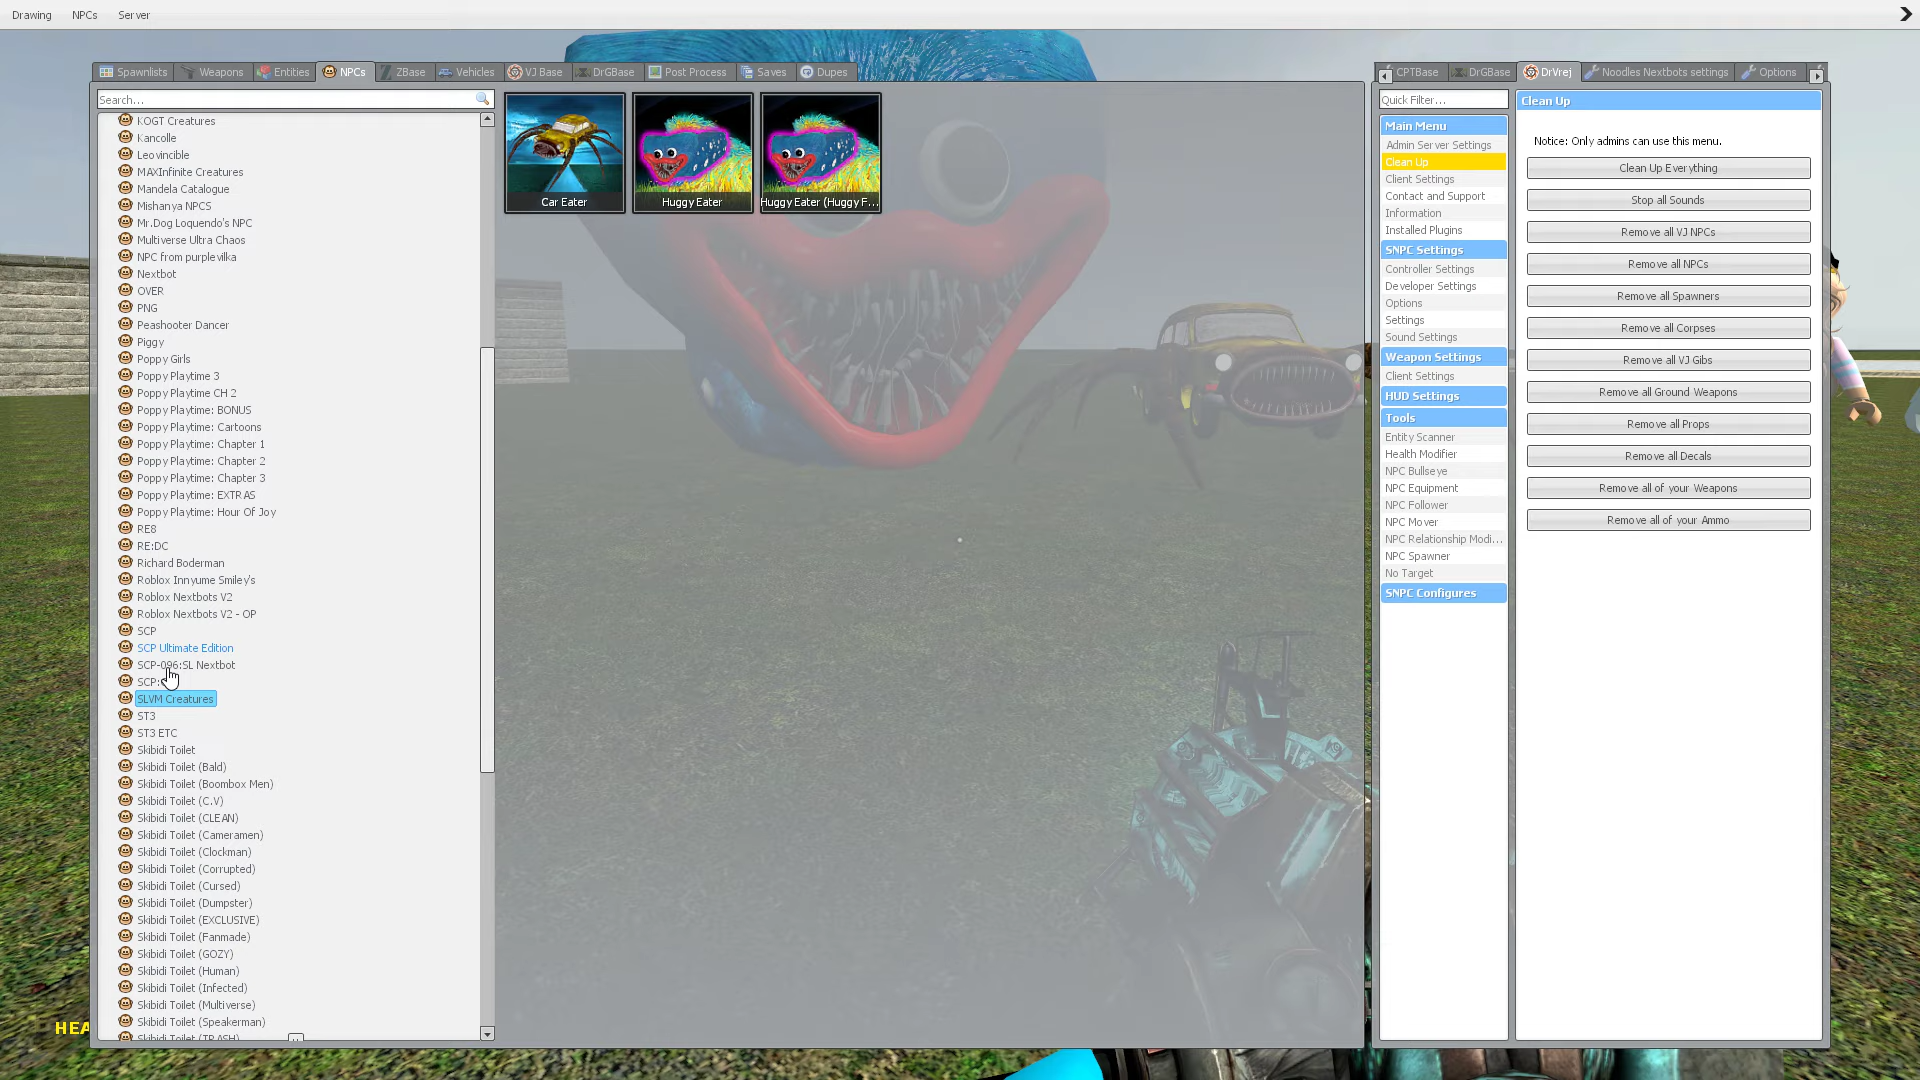 Drawing NPCs Server
Spawnlists Weapons Entities NPCs ZBase Vehicles VJ Base DrGBase Post Process Saves Dupes
CPTBase DrGBase DrVrej Noodles Nextbots settings Options
Search...
KOGT Creatures
Kancolle
Leovincible
MAXInfinite Creatures
Mandela Catalogue
Mishanya NPCS
Mr.Dog Loquendo's NPC
Multiverse Ultra Chaos
NPC from purplevilka
Nextbot
OVER
PNG
Peashooter Dancer
Piggy
Poppy Girls
Poppy Playtime 3
Poppy Playtime CH 2
Poppy Playtime: BONUS
Poppy Playtime: Cartoons
Poppy Playtime: Chapter 1
Poppy Playtime: Chapter 2
Poppy Playtime: Chapter 3
Poppy Playtime: EXTRAS
Poppy Playtime: Hour Of Joy
RE8
RE:DC
Richard Boderman
Roblox Innyume Smiley's
Roblox Nextbots V2
Roblox Nextbots V2 - OP
SCP
SCP Ultimate Edition
SCP-096:SL Nextbot
SCP:
SLVM Creatures
ST3
ST3 ETC
Skibidi Toilet
Skibidi Toilet (Bald)
Skibidi Toilet (Boombox Men)
Skibidi Toilet (C.V)
Skibidi Toilet (CLEAN)
Skibidi Toilet (Cameramen)
Skibidi Toilet (Clockman)
Skibidi Toilet (Corrupted)
Skibidi Toilet (Cursed)
Skibidi Toilet (Dumpster)
Skibidi Toilet (EXCLUSIVE)
Skibidi Toilet (Fanmade)
Skibidi Toilet (GOZY)
Skibidi Toilet (Human)
Skibidi Toilet (Infected)
Skibidi Toilet (Multiverse)
Skibidi Toilet (Speakerman)
Skibidi Toilet (TRASH)
HEA
Car Eater
Huggy Eater
Huggy Eater (Huggy F...
Quick Filter...
Main Menu
Admin Server Settings
Clean Up
Client Settings
Contact and Support
Information
Installed Plugins
SNPC Settings
Controller Settings
Developer Settings
Options
Settings
Sound Settings
Weapon Settings
Client Settings
HUD Settings
Tools
Entity Scanner
Health Modifier
NPC Bullseye
NPC Equipment
NPC Follower
NPC Mover
NPC Relationship Modi...
NPC Spawner
No Target
SNPC Configures
Clean Up
Notice: Only admins can use this menu.
Clean Up Everything
Stop all Sounds
Remove all VJ NPCs
Remove all NPCs
Remove all Spawners
Remove all Corpses
Remove all VJ Gibs
Remove all Ground Weapons
Remove all Props
Remove all Decals
Remove all of your Weapons
Remove all of your Ammo